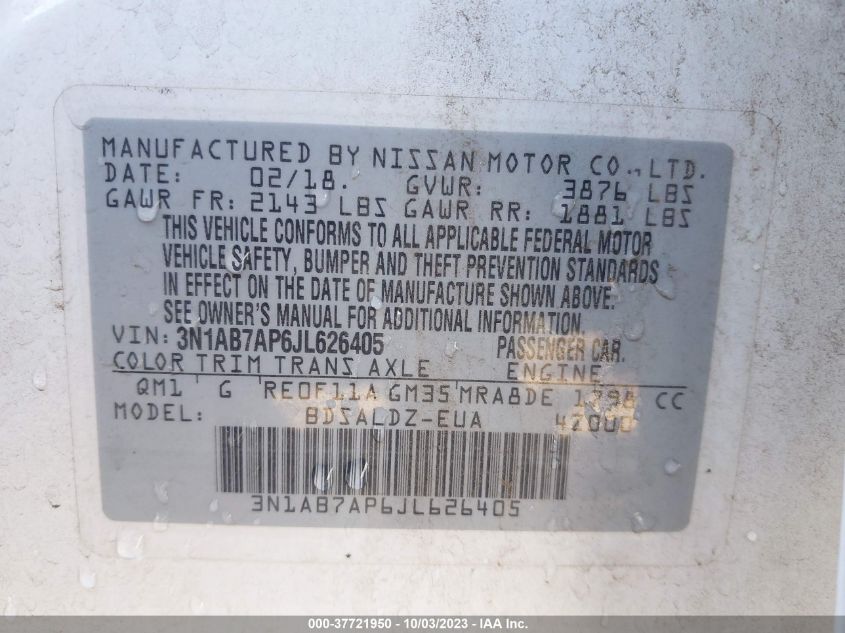 MANUFACTURED BY NISSAN MOTOR CO., LTD.
DATE: 02/18. GVWR: 3876 LBS
GAWR FR: 2143 LBS GAWR RR: 1881 LBS
THIS VEHICLE CONFORMS TO ALL APPLICABLE FEDERAL MOTOR
VEHICLE SAFETY, BUMPER AND THEFT PREVENTION STANDARDS
IN EFFECT ON THE DATE OF MANUFACTURE SHOWN ABOVE.
SEE OWNER'S MANUAL FOR ADDITIONAL INFORMATION.
VIN: 3N1AB7AP6JL626405 PASSENGER CAR.
COLOR TRIM TRANS AXLE ENGINE
QM1 G RE0F11A GM35 MRA8DE CC
MODEL: BDSALDZ-EUA
3N1AB7AP6JL626405
000-37721950 - 10/03/2023 - IAA Inc.